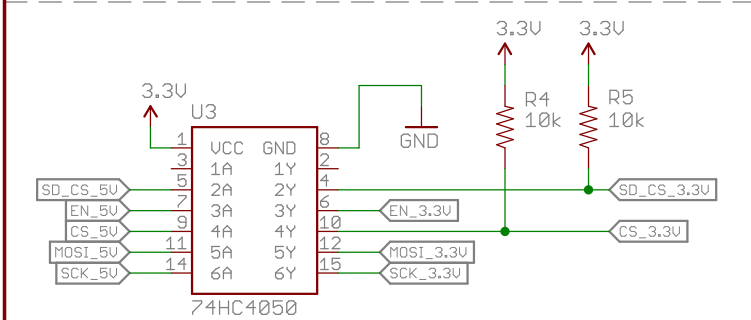 3.3V 3.3V
3.3V
U3
R4 R5
10k 10k
1 VCC GND 8
GND
3 1A 1Y 2
SD_CS_5V 5 2A 2Y 4 SD_CS_3.3V
EN_5V 7 3A 3Y 6 EN_3.3V
CS_5V 9 4A 4Y 10 CS_3.3V
MOSI_5V 11 5A 5Y 12 MOSI_3.3V
SCK_5V 14 6A 6Y 15 SCK_3.3V
74HC4050